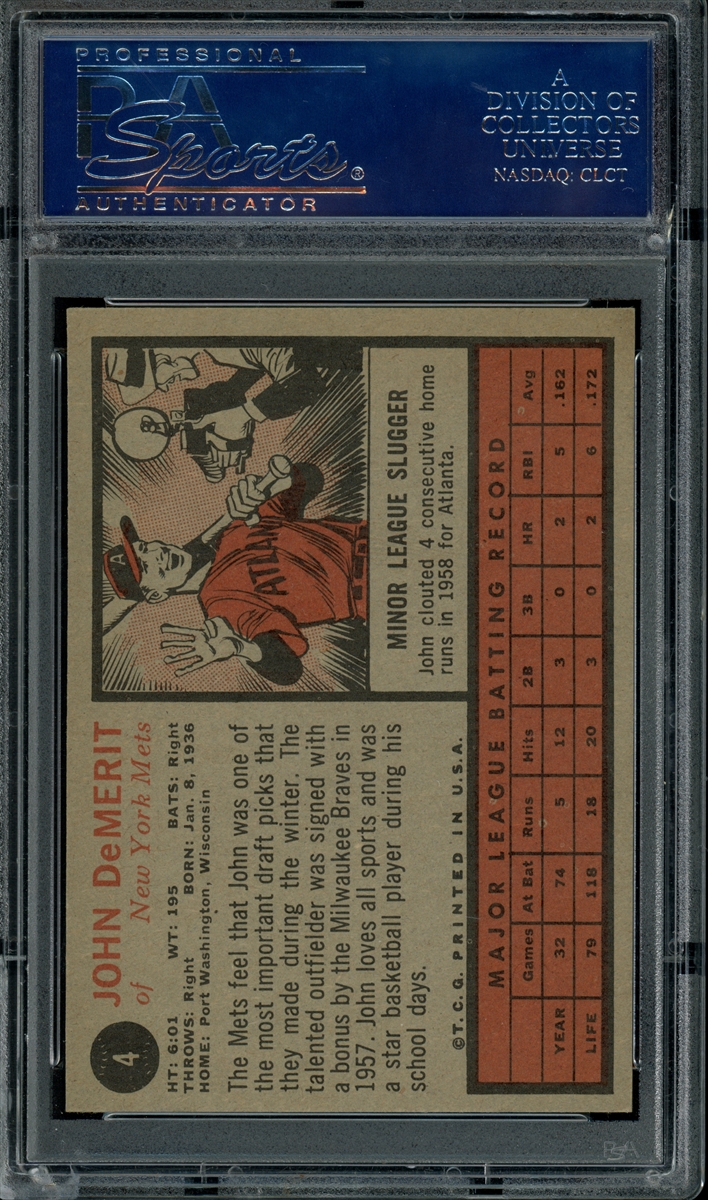 PROFESSIONAL
PSA
Sports®
AUTHENTICATOR
A
DIVISION OF
COLLECTORS
UNIVERSE
NASDAQ: CLCT
4
JOHN DeMERIT
of New York Mets
HT: 6:01 WT: 195 BATS: Right
THROWS: Right BORN: Jan. 8, 1936
HOME: Port Washington, Wisconsin
The Mets feel that John was one of
the most important draft picks that
they made during the winter. The
talented outfielder was signed with
a bonus by the Milwaukee Braves in
1957. John loves all sports and was
a star basketball player during his
school days.
A
ATLAN
MINOR LEAGUE SLUGGER
John clouted 4 consecutive home
runs in 1958 for Atlanta.
©T.C.G. PRINTED IN U.S.A.
MAJOR LEAGUE BATTING RECORD
Games At Bat Runs Hits 2B 3B HR RBI Avg
YEAR 32 74 5 12 3 0 2 5 .162
LIFE 79 118 18 20 3 0 2 6 .172
PSA